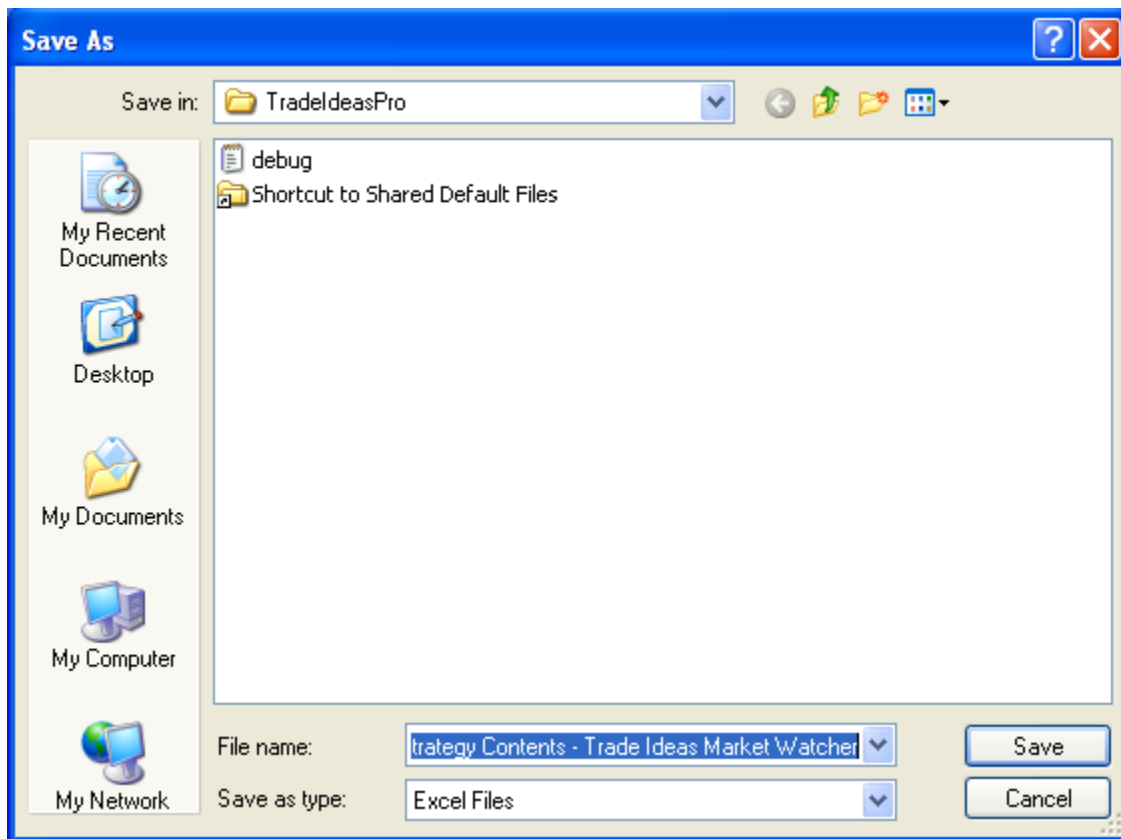 Save As
Save in:
TradeIdeasPro
debug
Shortcut to Shared Default Files
My Recent
Documents
Desktop
My Documents
My Computer
My Network
File name:
trategy Contents - Trade Ideas Market Watcher
Save
Save as type:
Excel Files
Cancel